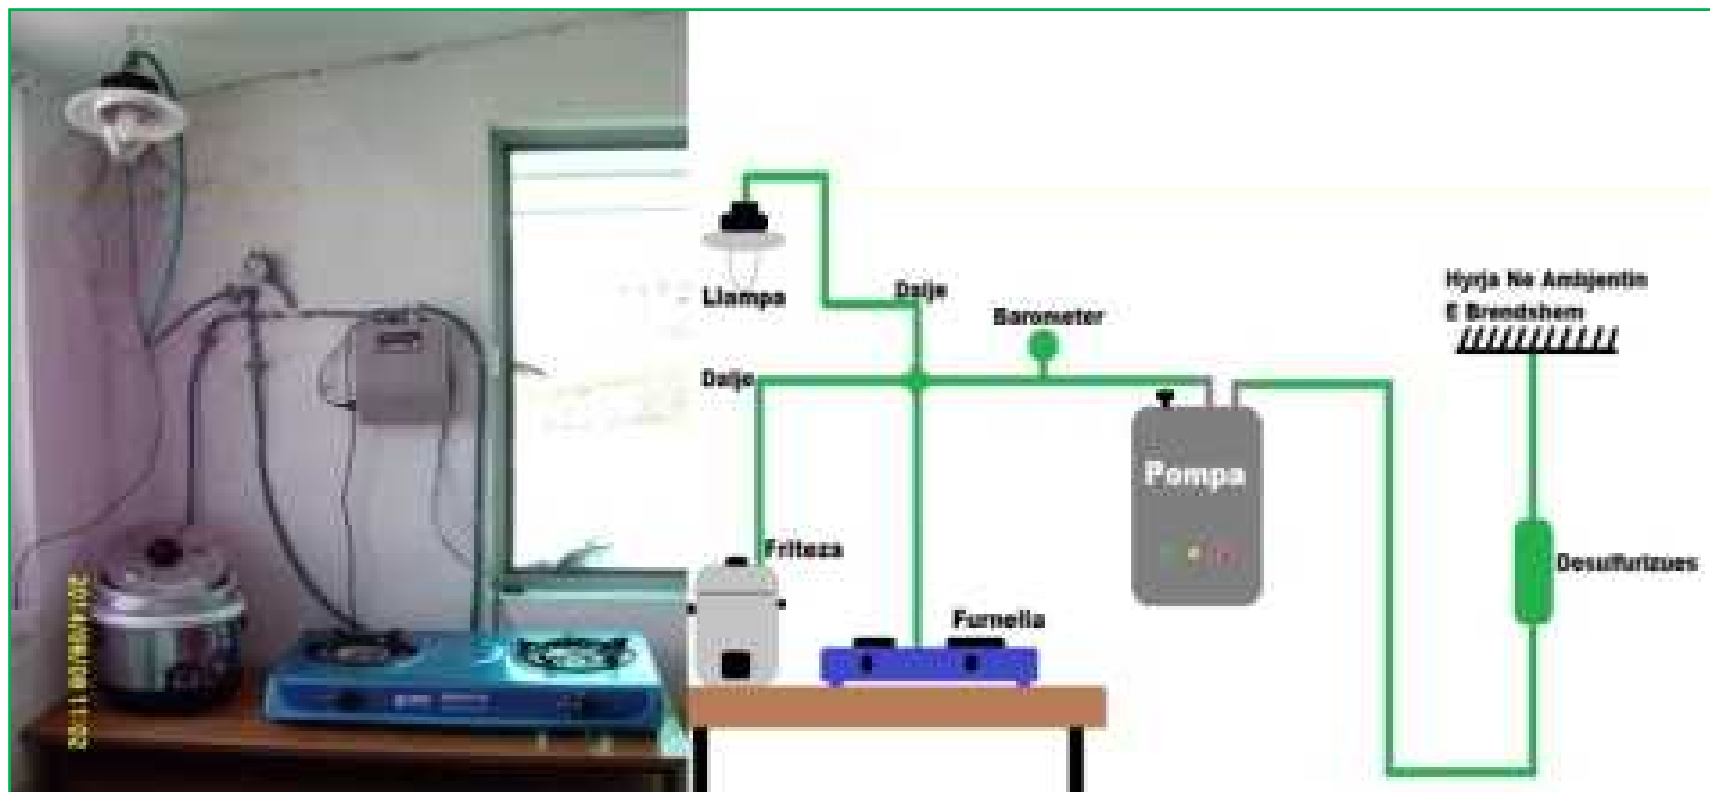 Llampa
Dalje
Barometer
Hyrja Ne Ambjentin
E Brendshem
Dalje
Pompa
Friteza
Desulfurizues
Furnella